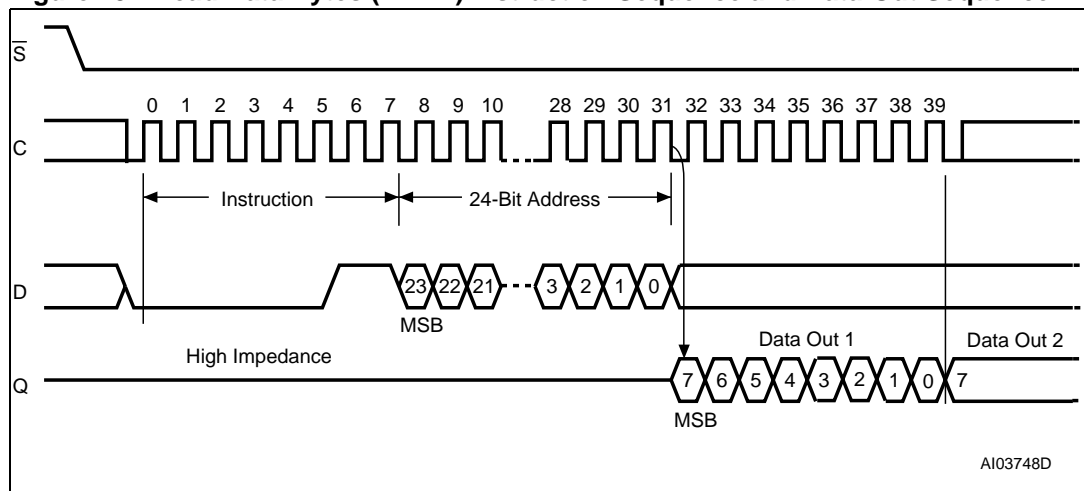 S
0 1 2 3 4 5 6 7 8 9 10 28 29 30 31 32 33 34 35 36 37 38 39
C
Instruction 24-Bit Address
D
23 22 21 3 2 1 0
MSB
High Impedance
Data Out 1 Data Out 2
Q
7 6 5 4 3 2 1 0 7
MSB
AI03748D